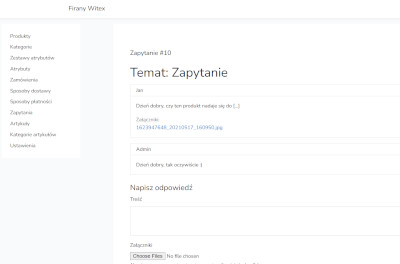 Firany Witex
Produkty
Kategorie
Zestawy atrybutów
Atrybuty
Zamówienia
Sposoby dostawy
Sposoby płatności
Zapytania
Artykuły
Kategorie artykułów
Ustawienia
Zapytanie #10
Temat: Zapytanie
Jan
Dzień dobry, czy ten produkt nadaje się do [...]
Załączniki:
1623947648_20210517_160950.jpg
Admin
Dzień dobry, tak oczywiście :)
Napisz odpowiedź
Treść
Załączniki
Choose Files No file chosen